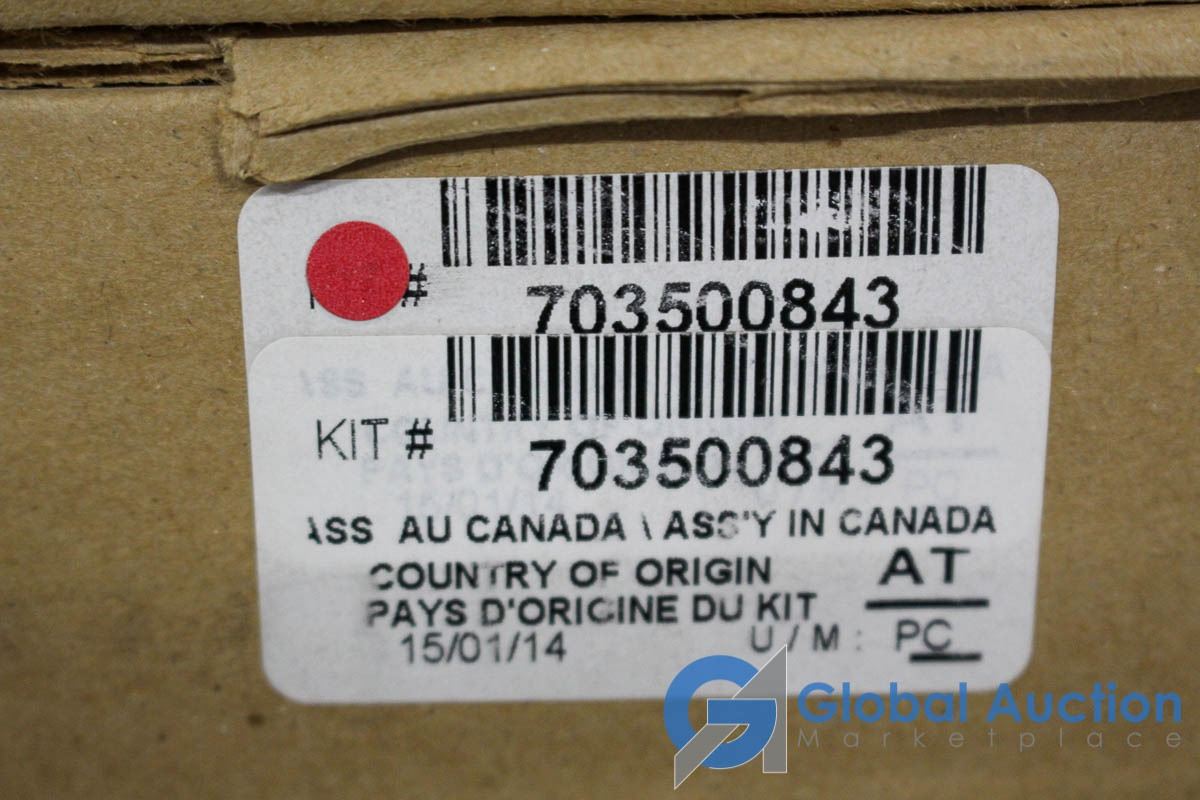 #
703500843
KIT #
703500843
ASS AU CANADA \ ASS'Y IN CANADA
COUNTRY OF ORIGIN AT
PAYS D'ORIGINE DU KIT
15/01/14 U / M : PC
Global Auction
Marketplace